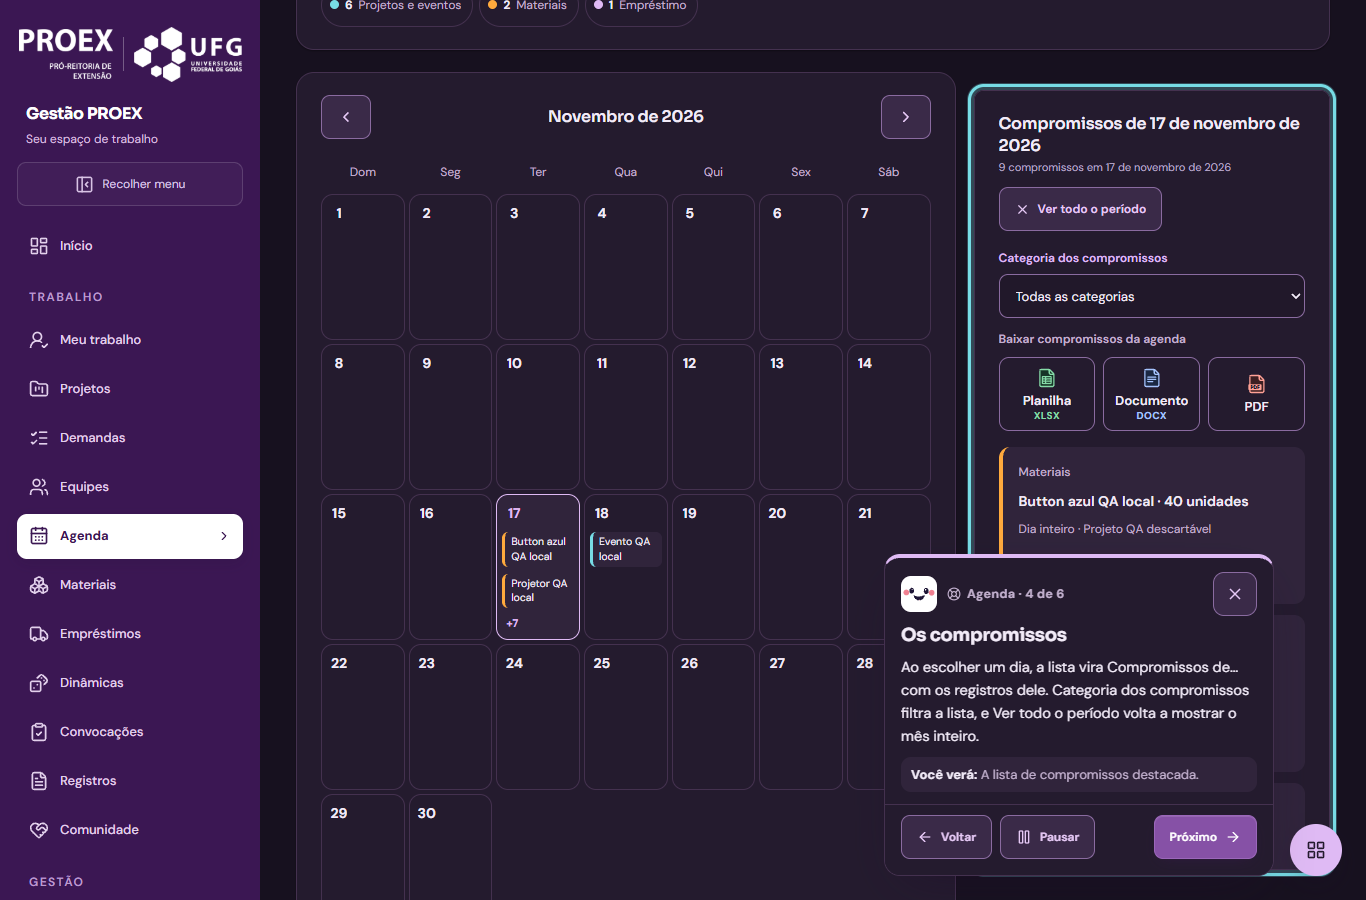 PROEX
PRÓ-REITORIA DE
EXTENSÃO
UFG
UNIVERSIDADE
FEDERAL DE GOIÁS
Gestão PROEX
Seu espaço de trabalho
Recolher menu
Início
TRABALHO
Meu trabalho
Projetos
Demandas
Equipes
Agenda
Materiais
Empréstimos
Dinâmicas
Convocações
Registros
Comunidade
GESTÃO
6 Projetos e eventos
2 Materiais
1 Empréstimo
Novembro de 2026
Dom Seg Ter Qua Qui Sex Sáb
1 2 3 4 5 6 7
8 9 10 11 12 13 14
15 16 17 18 19 20 21
Button azul
QA local
Projetor QA
local
+7
Evento QA
local
22 23 24 25 26 27 28
29 30
Compromissos de 17 de novembro de
2026
9 compromissos em 17 de novembro de 2026
Ver todo o período
Categoria dos compromissos
Todas as categorias
Baixar compromissos da agenda
Planilha
XLSX
Documento
DOCX
PDF
PDF
Materiais
Button azul QA local · 40 unidades
Dia inteiro · Projeto QA descartável
Agenda · 4 de 6
Os compromissos
Ao escolher um dia, a lista vira Compromissos de...
com os registros dele. Categoria dos compromissos
filtra a lista, e Ver todo o período volta a mostrar o
mês inteiro.
Você verá: A lista de compromissos destacada.
Voltar
Pausar
Próximo